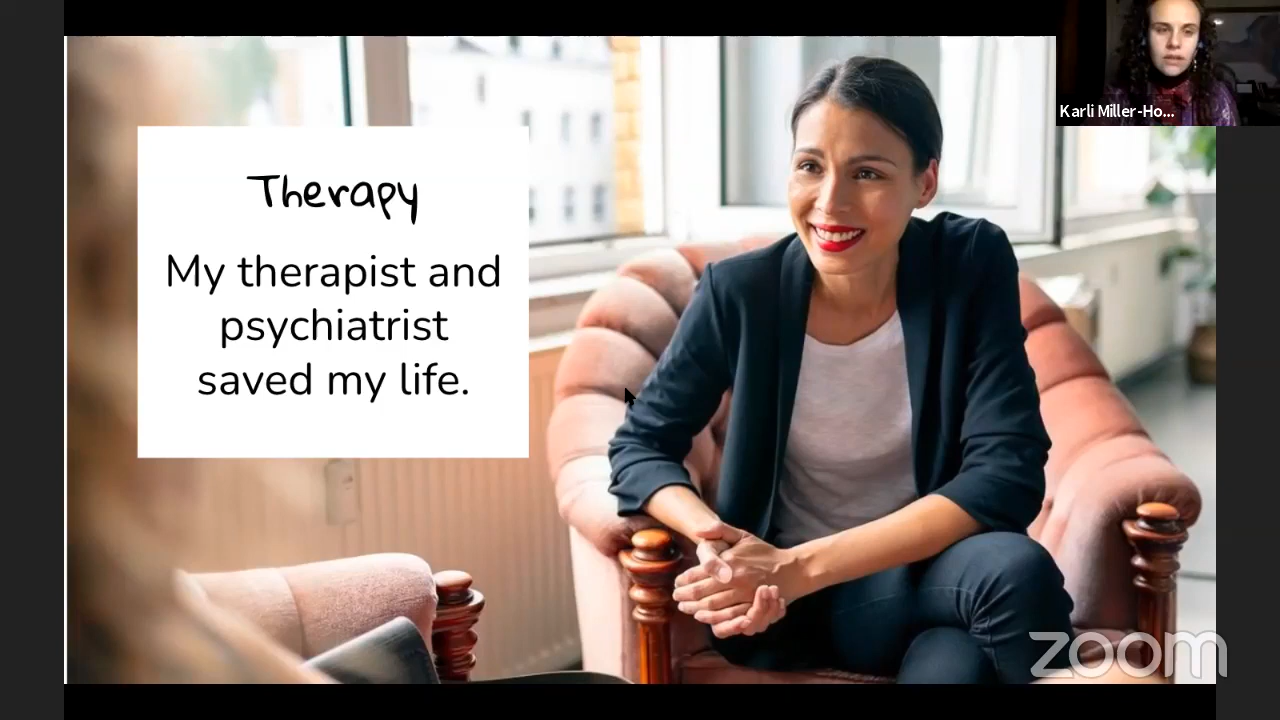 Karli Miller-Ho...
Therapy
My therapist and
psychiatrist
saved my life.
zoom